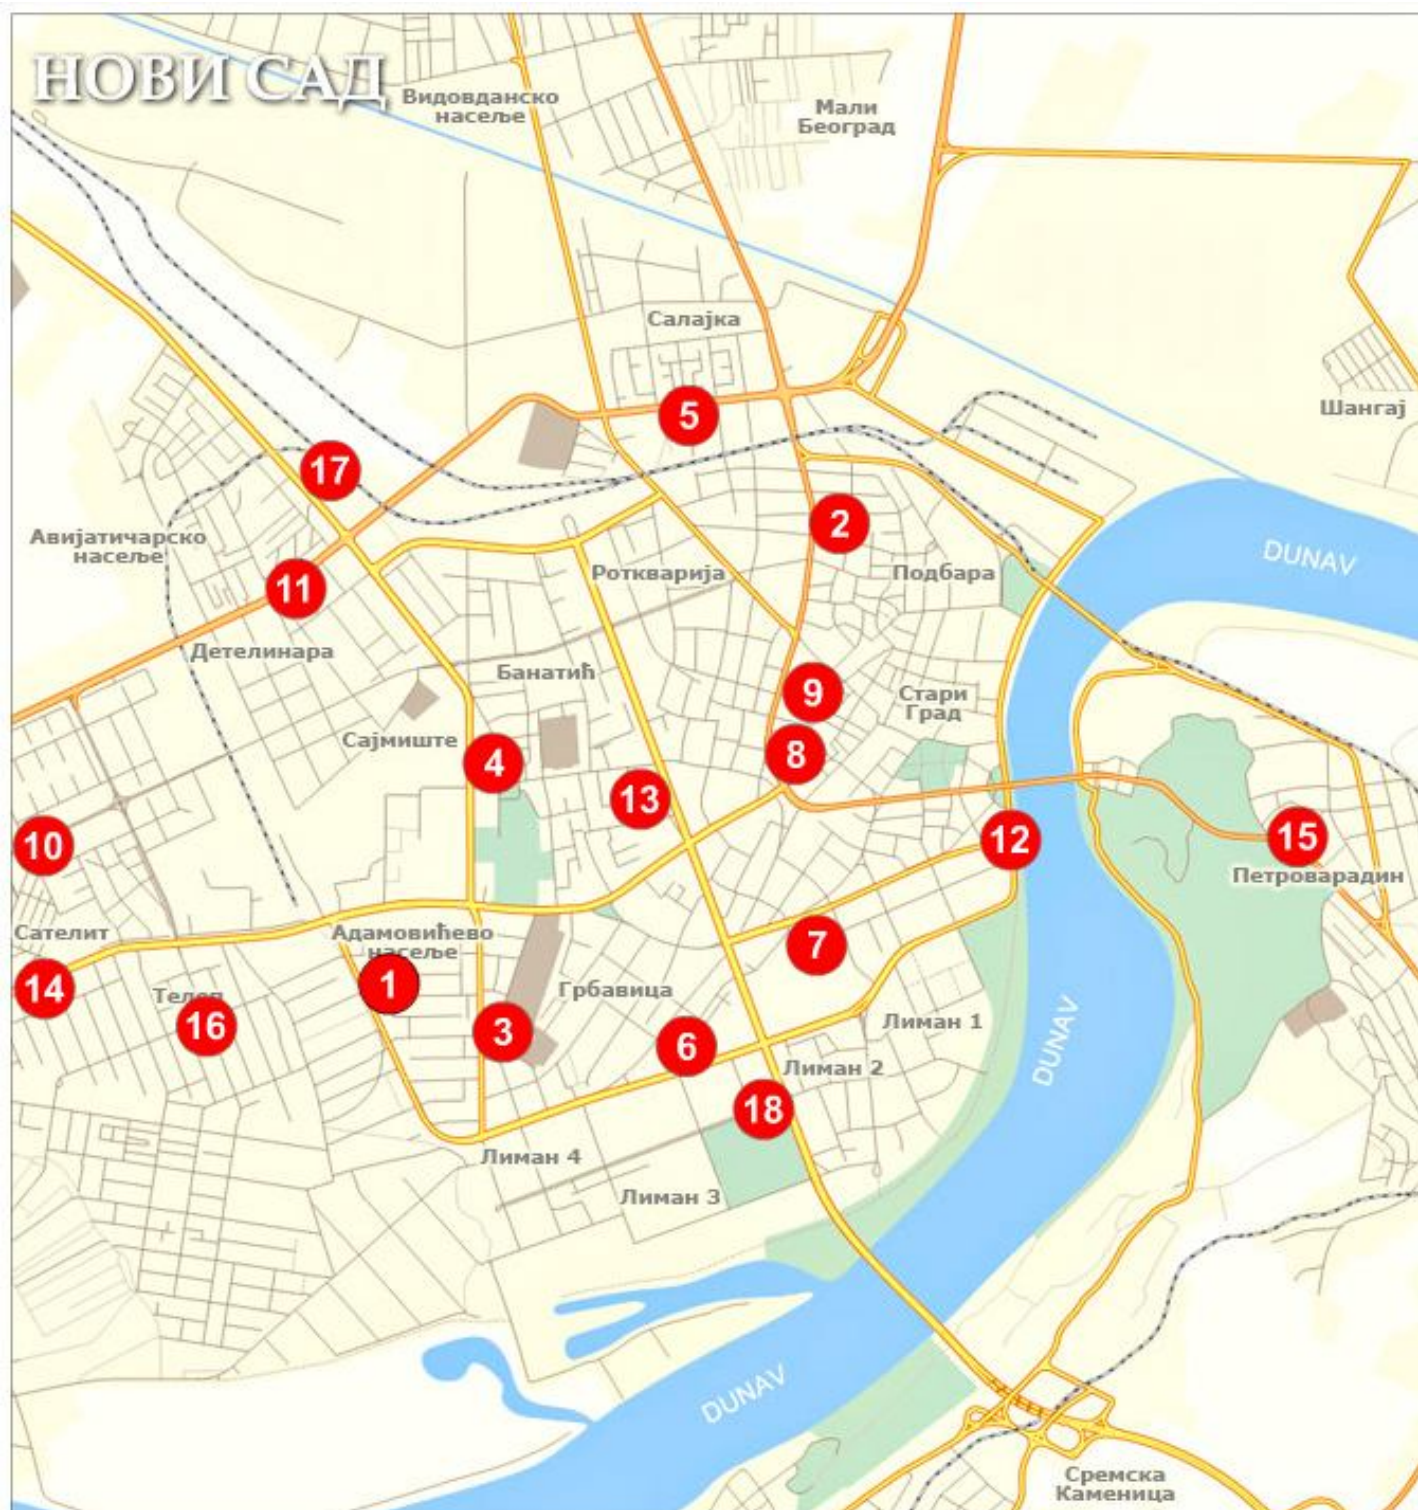 НОВИ САД
Видовданско
насеље
Мали
Београд
Салајка
Шангај
5
17
2
Авијатичарско
насеље
DUNAV
Роткварија
Подбара
11
Детелинара
Банатић
9
Стари
Град
Сајмиште
4
8
13
10
12
15
Петроварадин
Сателит
Адамовићево
насеље
7
14
1
Телеп
Грбавица
16
3
6
Лиман 1
DUNAV
Лиман 2
18
Лиман 4
Лиман 3
DUNAV
Сремска
Каменица